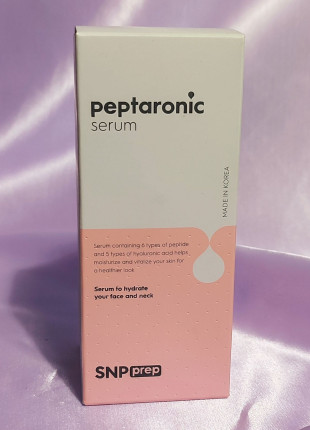 peptaronic
serum
MADE IN KOREA
Serum containing 6 types of peptide
and 5 types of hyaluronic acid helps
moisturize and vitalize your skin for
a healthier look
Serum to hydrate
your face and neck
SNP prep